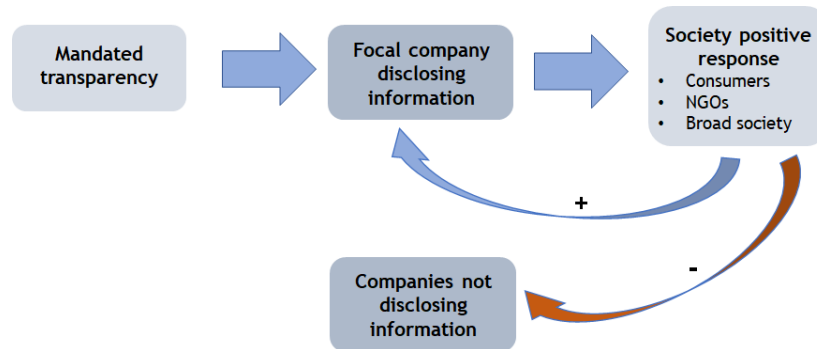 Mandated
transparency
Focal company
disclosing
information
Society positive
response
• Consumers
• NGOs
• Broad society
+
-
Companies not
disclosing
information